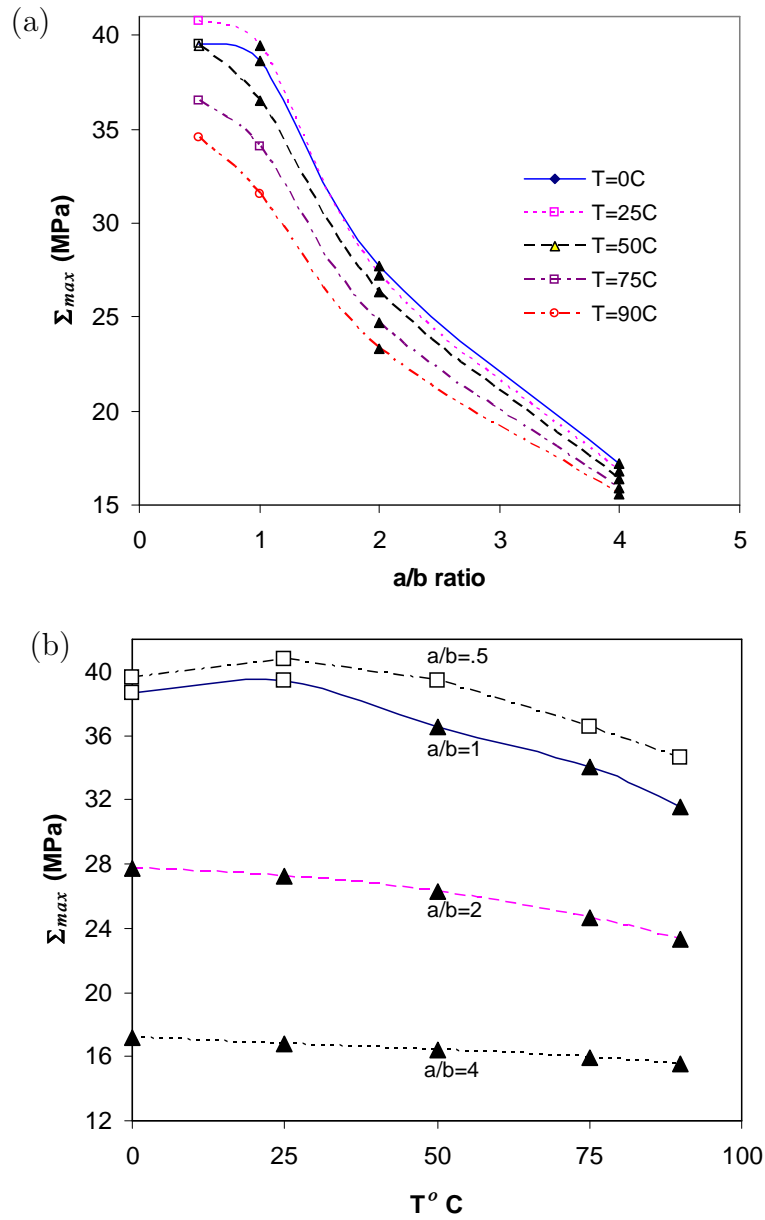 (a)
40
35
30
25
20
15
Σmax (MPa)
T=0C
T=25C
T=50C
T=75C
T=90C
0 1 2 3 4 5
a/b ratio
(b)
40
36
32
28
24
20
16
12
Σmax (MPa)
a/b=.5
a/b=1
a/b=2
a/b=4
0 25 50 75 100
T° C